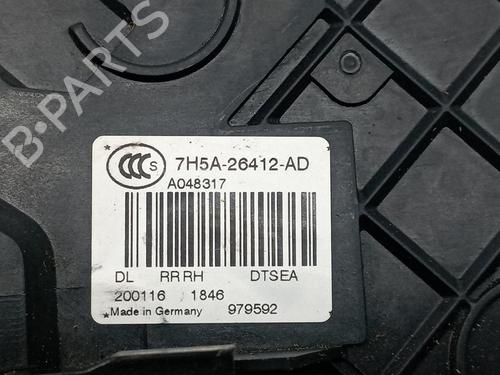 B-PARTS
CCC S 7H5A-26412-AD
A048317
DL RR RH DTSEA
200116 1846
Made in Germany 979592